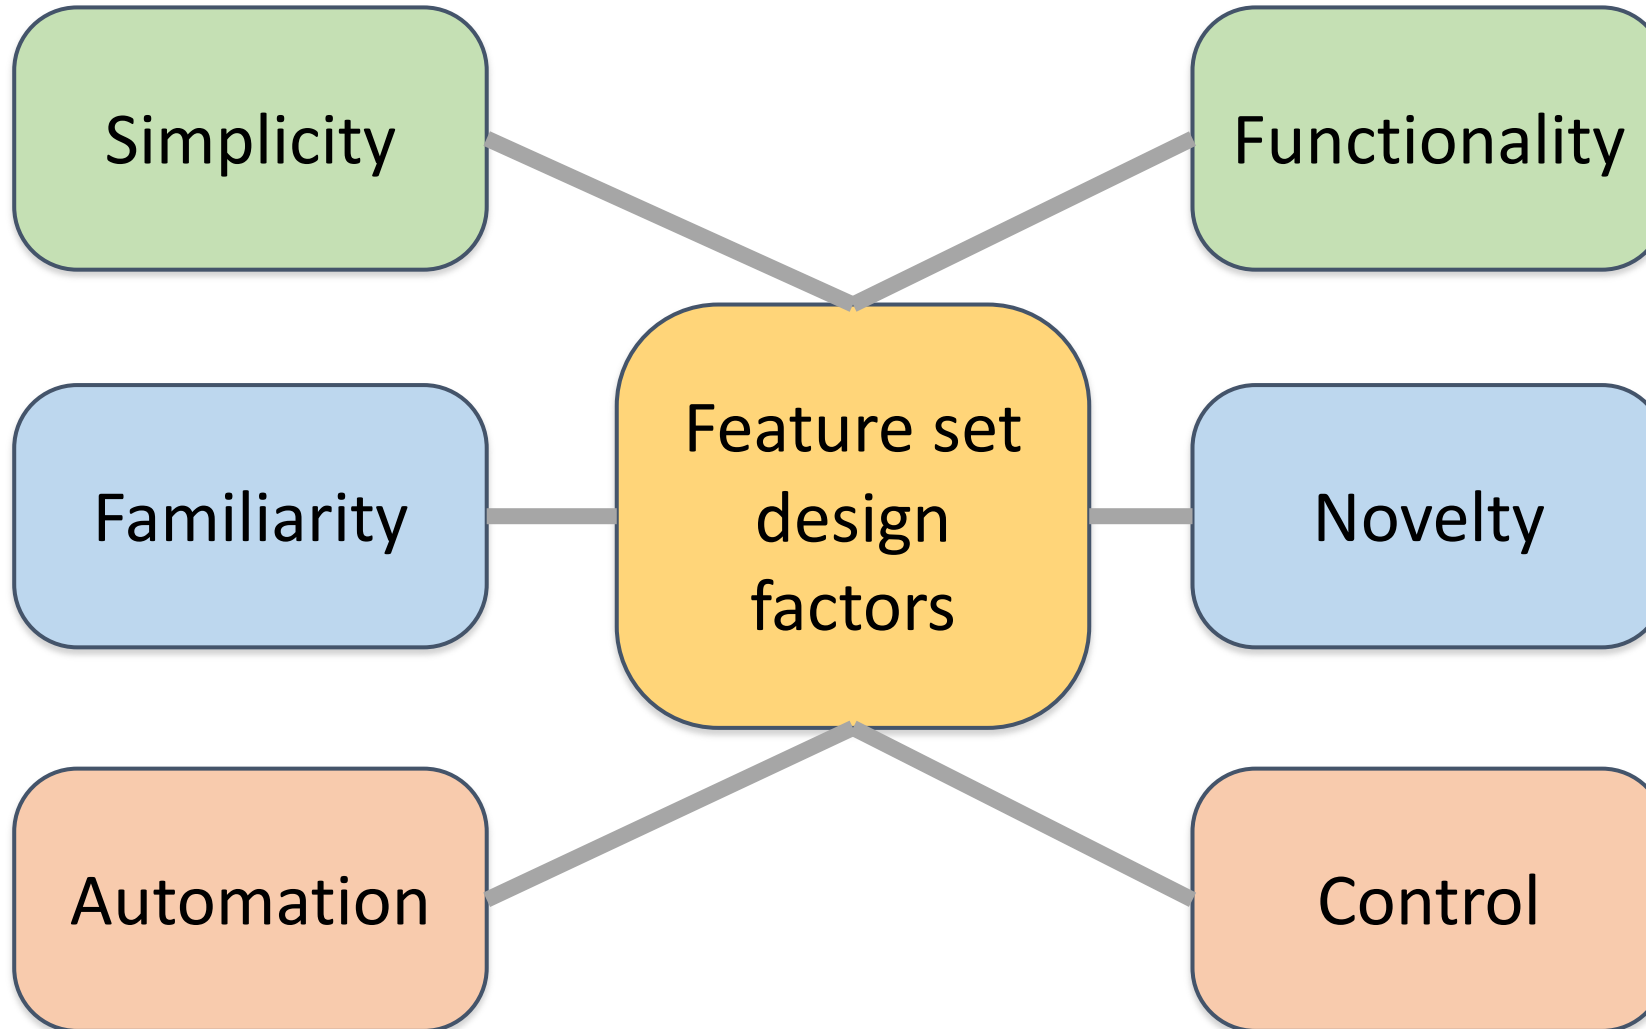 Simplicity
Functionality
Feature set
design
factors
Familiarity
Novelty
Automation
Control